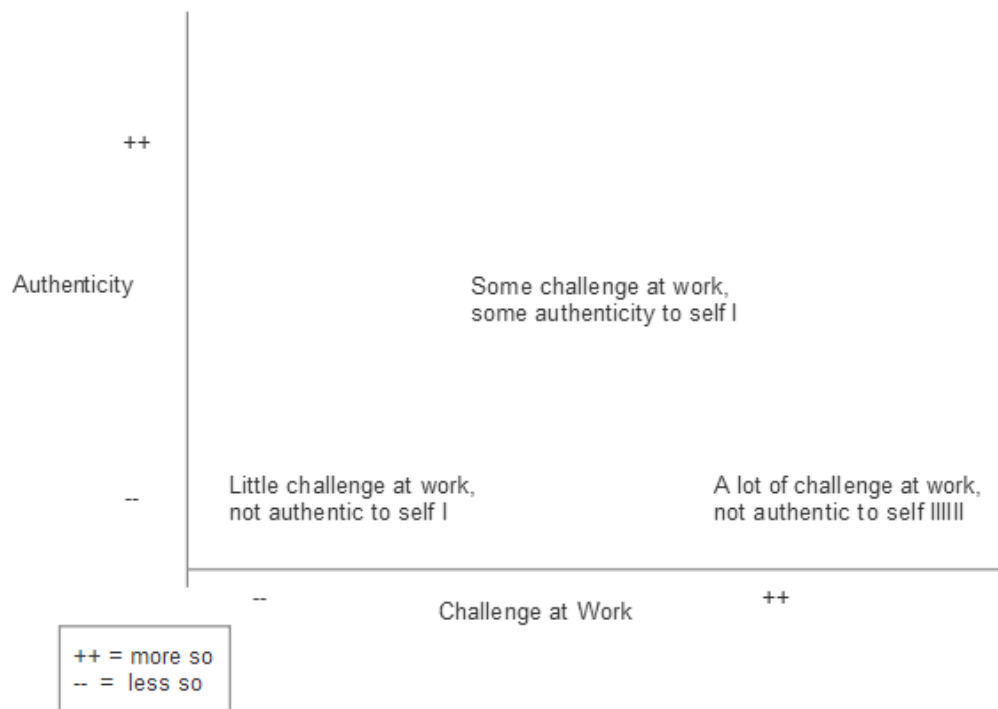 ++
Authenticity
Some challenge at work,
some authenticity to self I
--
Little challenge at work,
not authentic to self I
A lot of challenge at work,
not authentic to self IIIIII
--
Challenge at Work
++
++ = more so
-- = less so